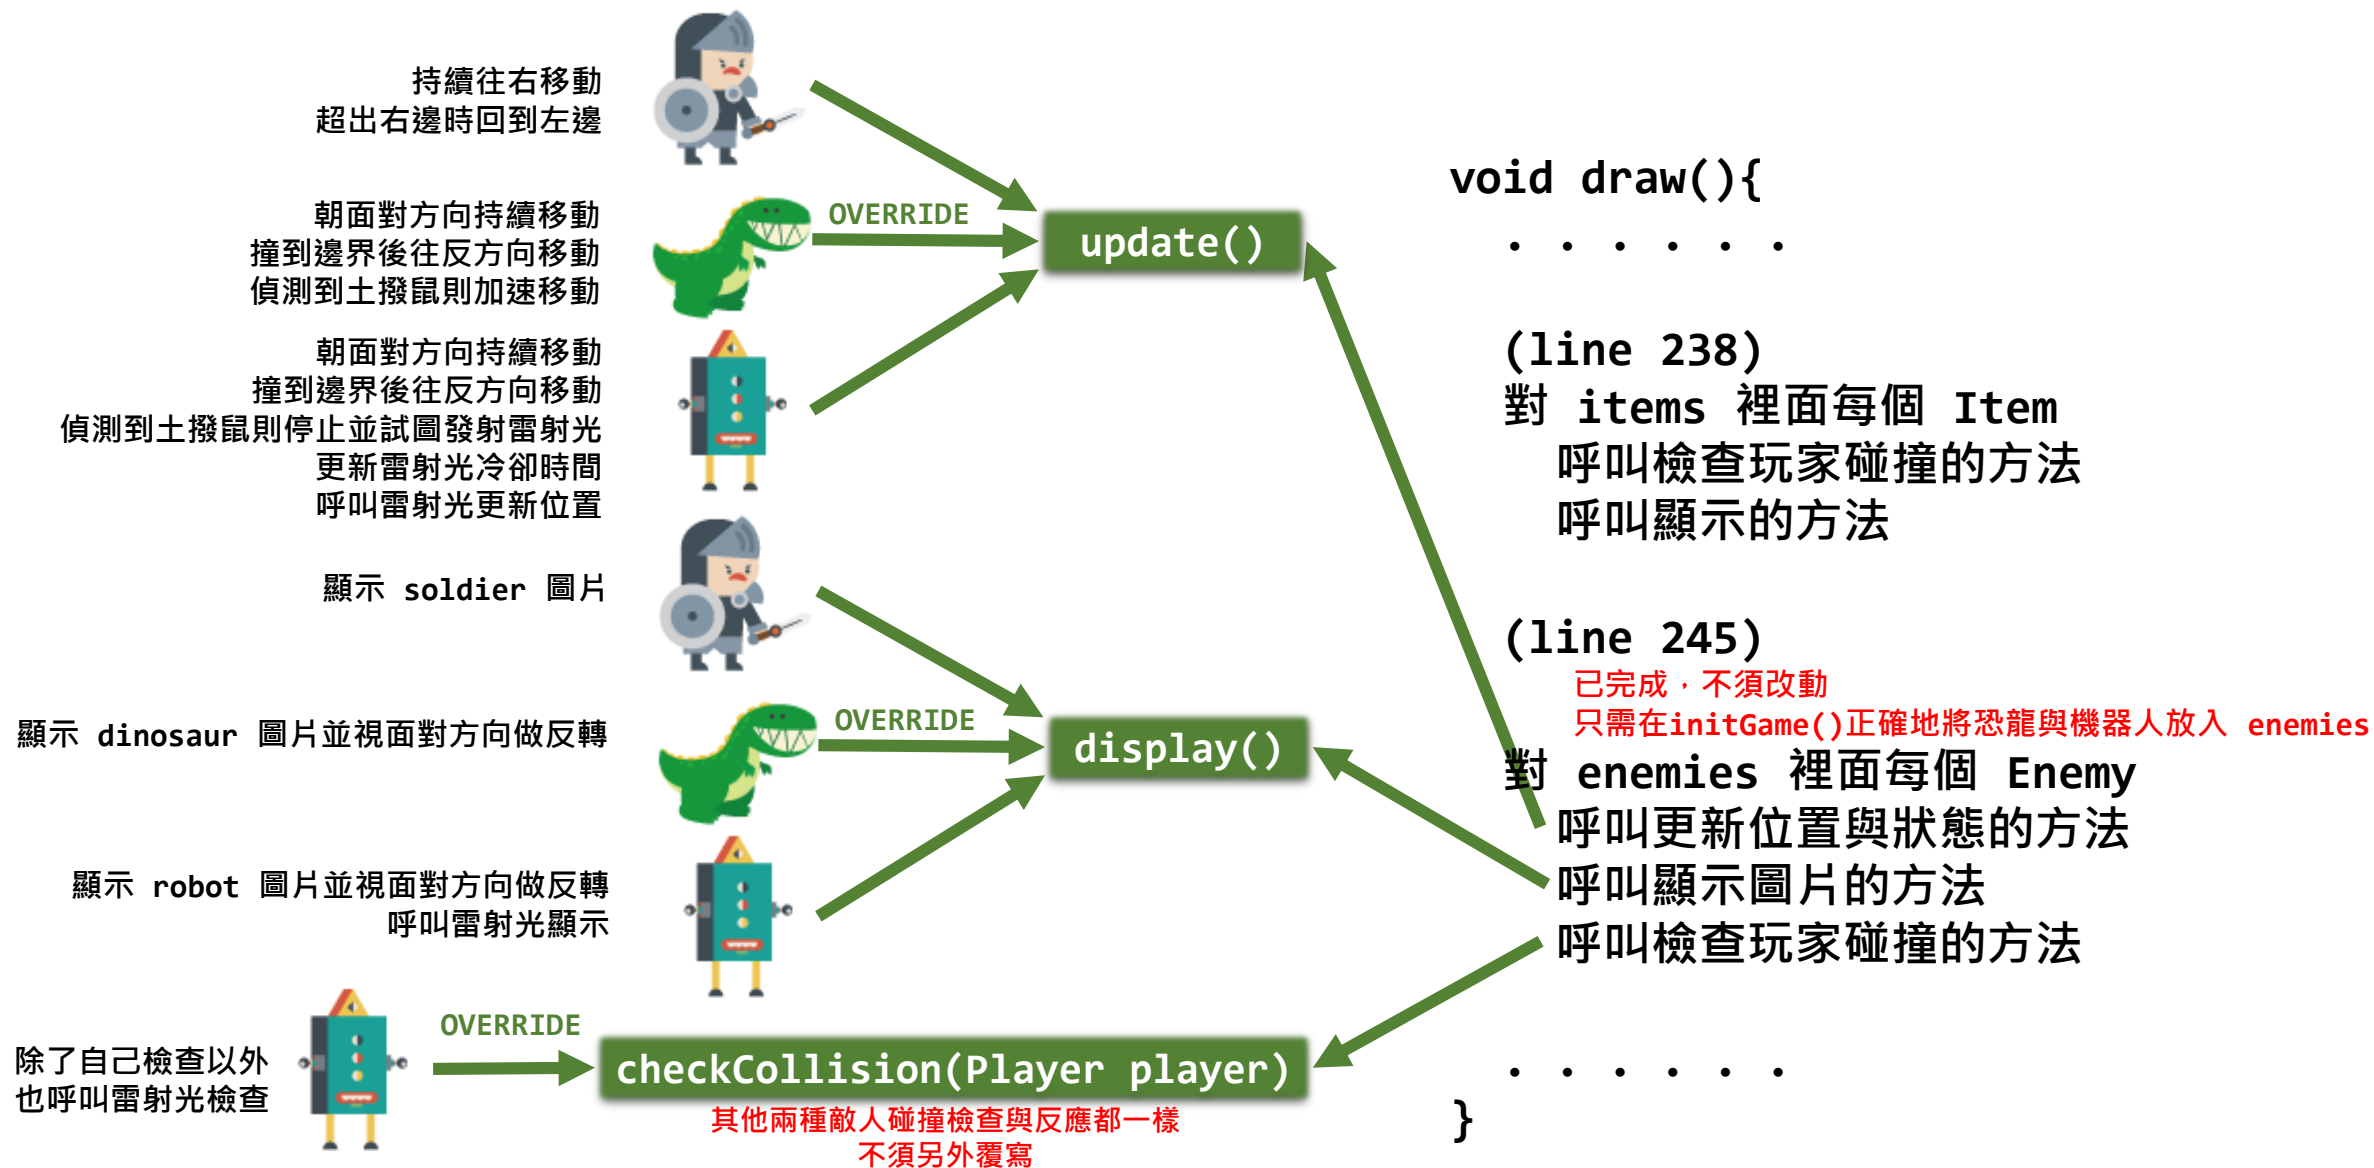 持續往右移動
超出右邊時回到左邊
朝面對方向持續移動
撞到邊界後往反方向移動
偵測到土撥鼠則加速移動
OVERRIDE
update()
朝面對方向持續移動
撞到邊界後往反方向移動
偵測到土撥鼠則停止並試圖發射雷射光
更新雷射光冷卻時間
呼叫雷射光更新位置
顯示 soldier 圖片
顯示 dinosaur 圖片並視面對方向做反轉
OVERRIDE
display()
顯示 robot 圖片並視面對方向做反轉
呼叫雷射光顯示
除了自己檢查以外
也呼叫雷射光檢查
OVERRIDE
checkCollision(Player player)
其他兩種敵人碰撞檢查與反應都一樣
不須另外覆寫
void draw(){
. . . . . .
(line 238)
對 items 裡面每個 Item
呼叫檢查玩家碰撞的方法
呼叫顯示的方法
(line 245)
已完成，不須改動
只需在initGame()正確地將恐龍與機器人放入 enemies
對 enemies 裡面每個 Enemy
呼叫更新位置與狀態的方法
呼叫顯示圖片的方法
呼叫檢查玩家碰撞的方法
. . . . . .
}